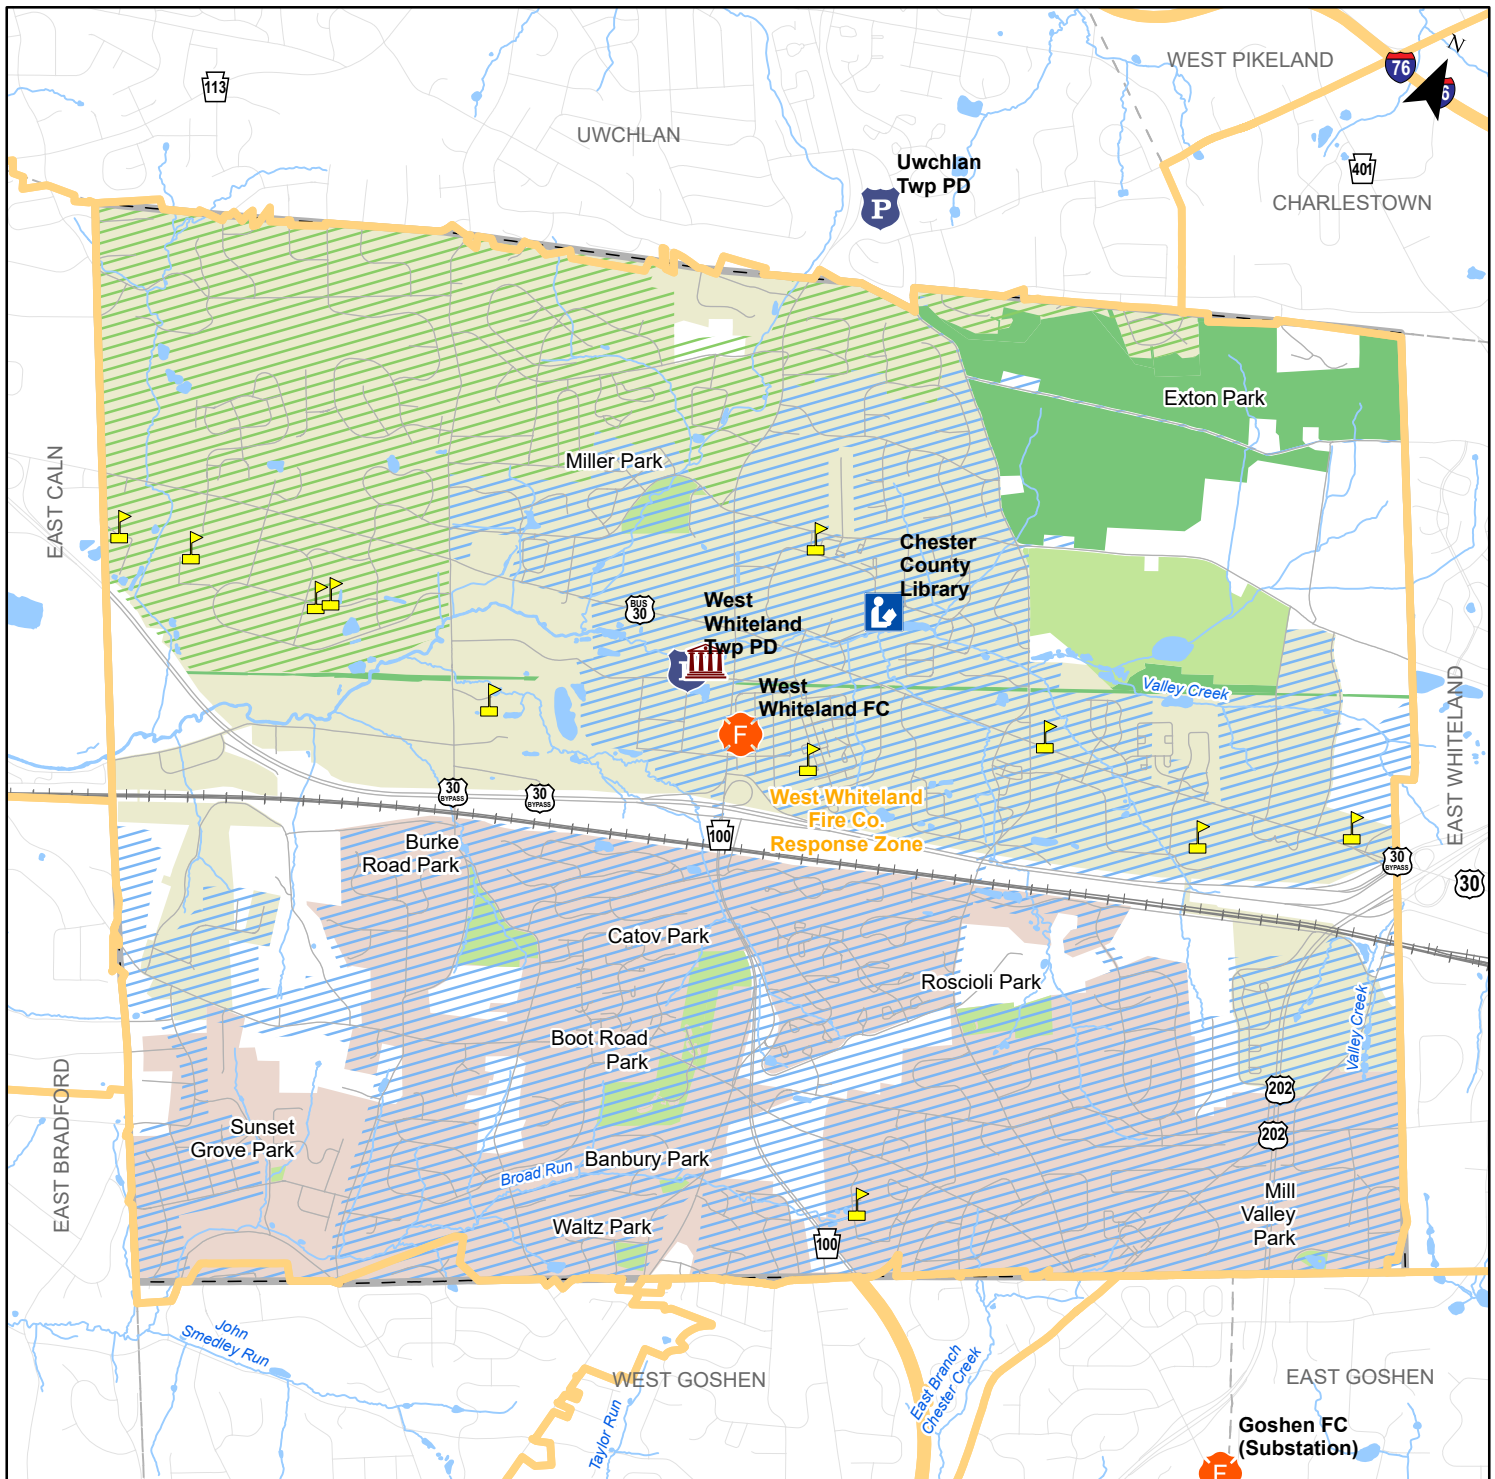 WEST PIKELAND
N
76
6
113
UWCHLAN
Uwchlan
Twp PD
P
401
CHARLESTOWN
Exton Park
EAST CALN
Miller Park
Chester
County
Library
BUS
30
West
Whiteland
Twp PD
West
Whiteland FC
F
Valley Creek
EAST WHITELAND
30
BYPASS
30
BYPASS
West Whiteland
Fire Co.
Response Zone
100
Burke
Road Park
30
BYPASS
30
Catov Park
Roscioli Park
Valley Creek
Boot Road
Park
EAST BRADFORD
202
202
Sunset
Grove Park
Broad Run
Banbury Park
Mill
Valley
Park
Waltz Park
100
John
Smedley Run
WEST GOSHEN
East Branch
Chester Creek
EAST GOSHEN
Taylor Run
Goshen FC
(Substation)
F